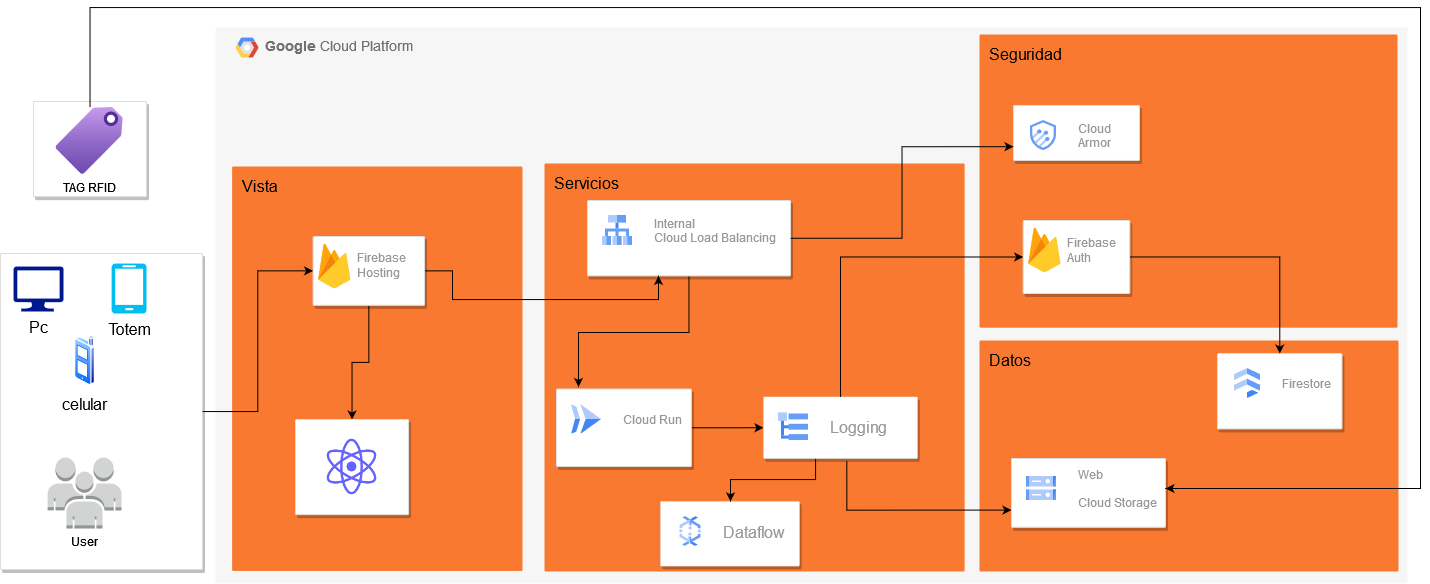 Google Cloud Platform
TAG RFID
Pc
Totem
celular
User
Vista
Firebase
Hosting
Servicios
Internal
Cloud Load Balancing
Cloud Run
Logging
Dataflow
Seguridad
Cloud
Armor
Firebase
Auth
Datos
Firestore
Web
Cloud Storage